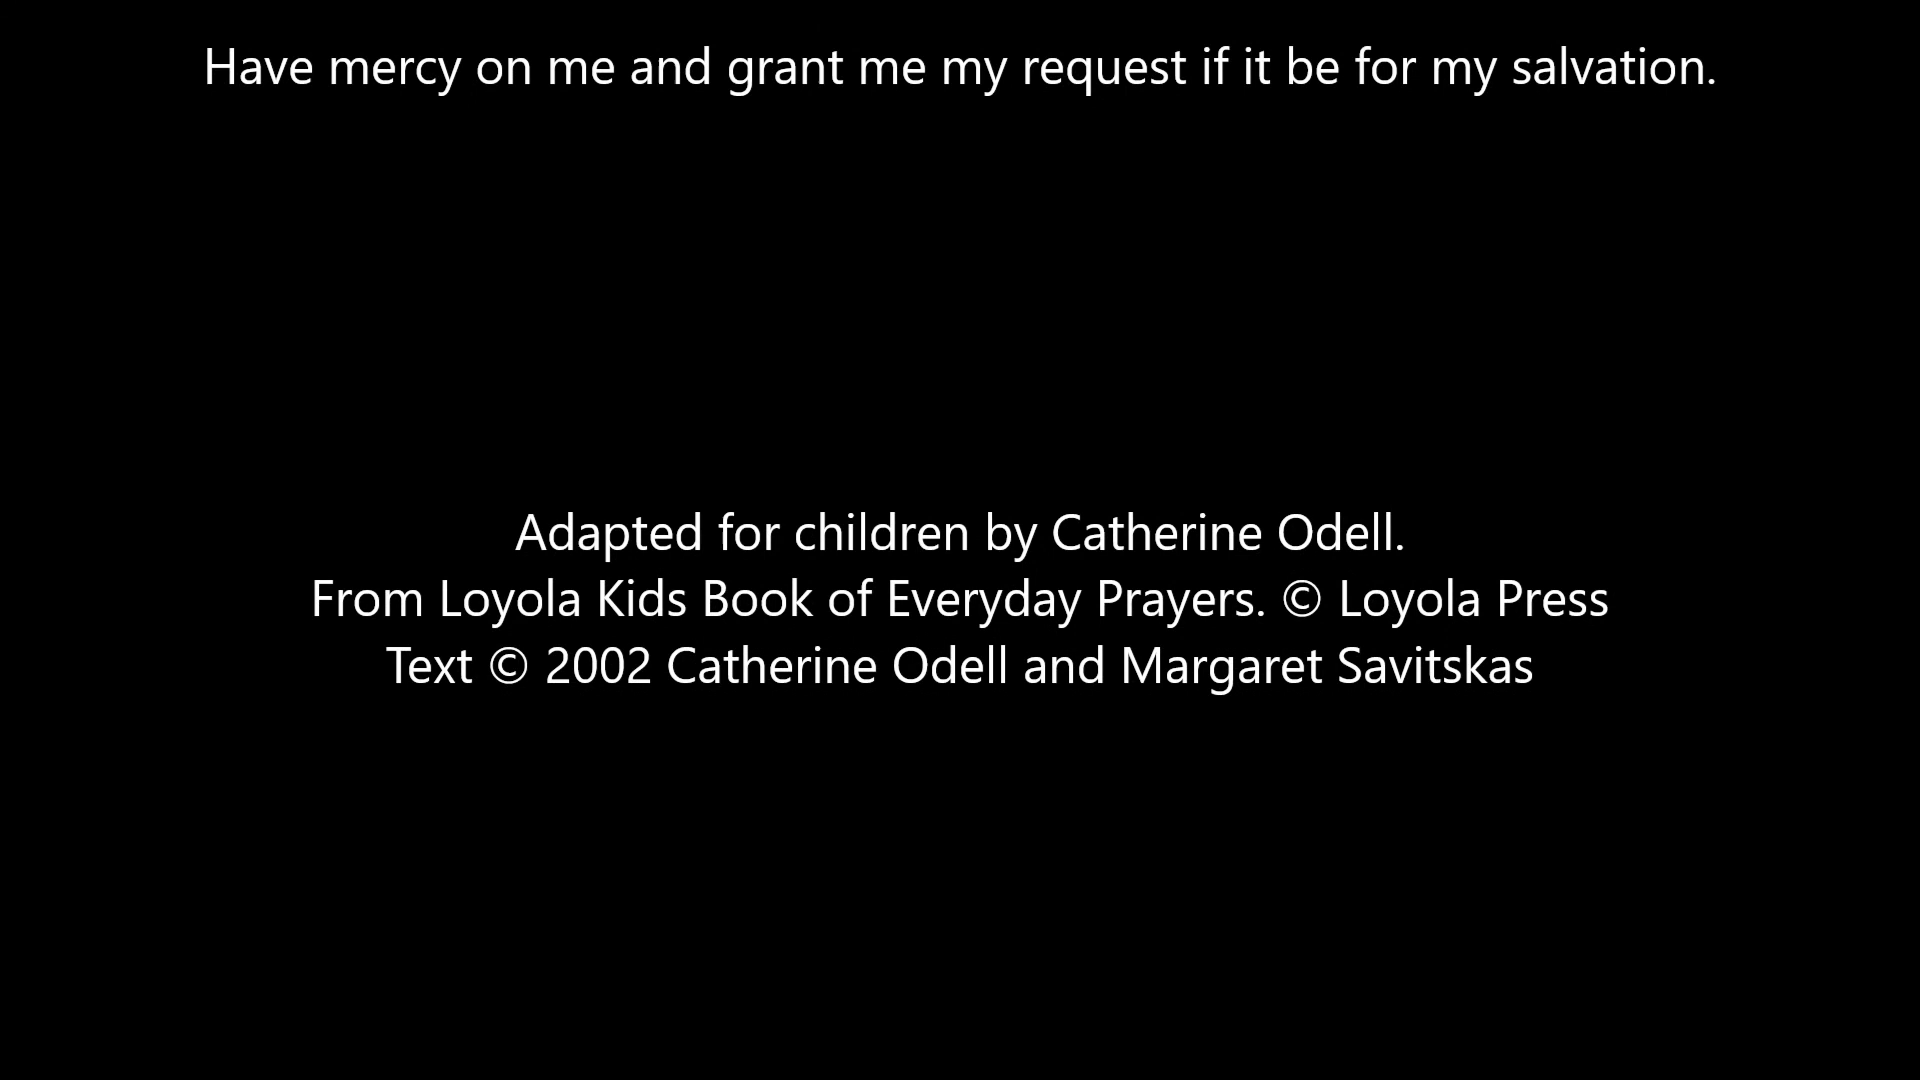 Have mercy on me and grant me my request if it be for my salvation.
Adapted for children by Catherine Odell.
From Loyola Kids Book of Everyday Prayers. © Loyola Press
Text © 2002 Catherine Odell and Margaret Savitskas